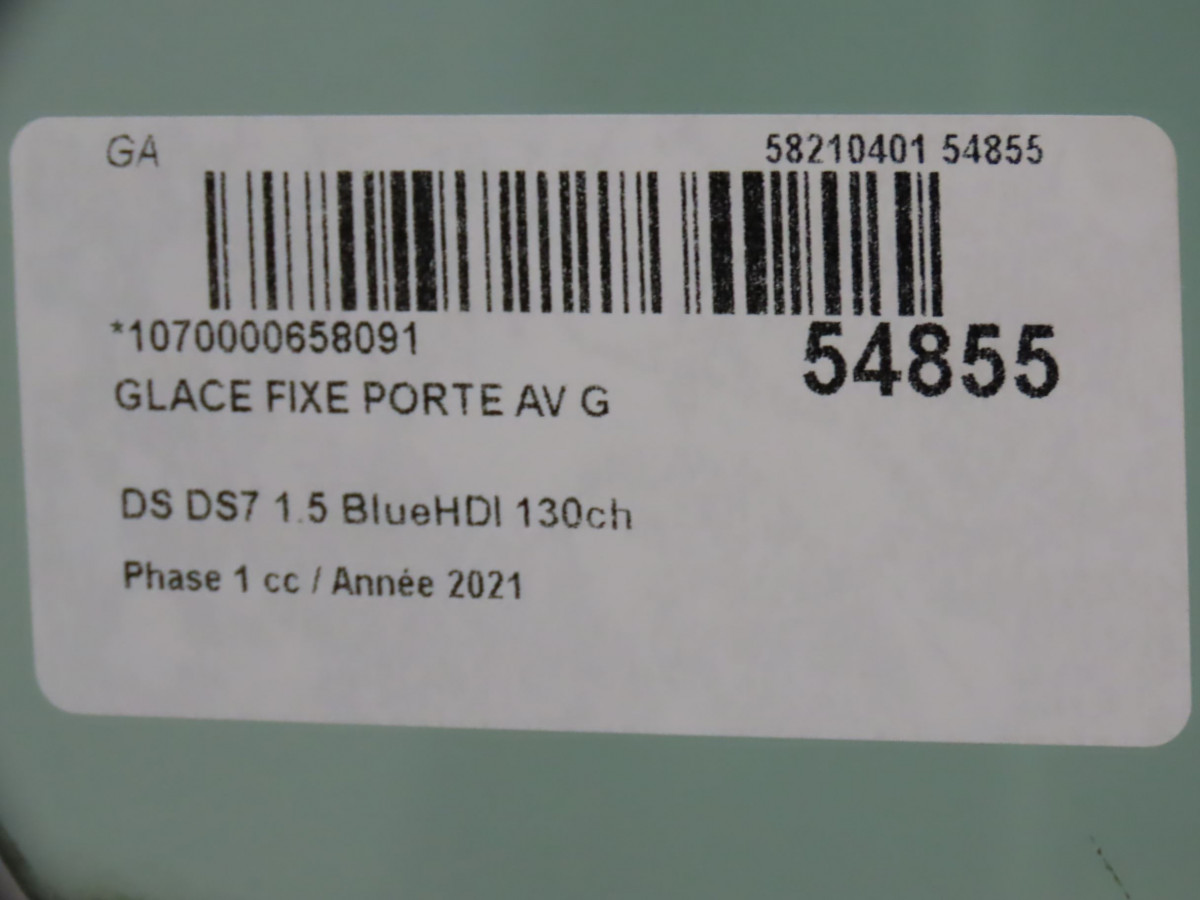 GA 58210401 54855
*1070000658091 54855
GLACE FIXE PORTE AV G
DS DS7 1.5 BlueHDI 130ch
Phase 1 cc / Année 2021